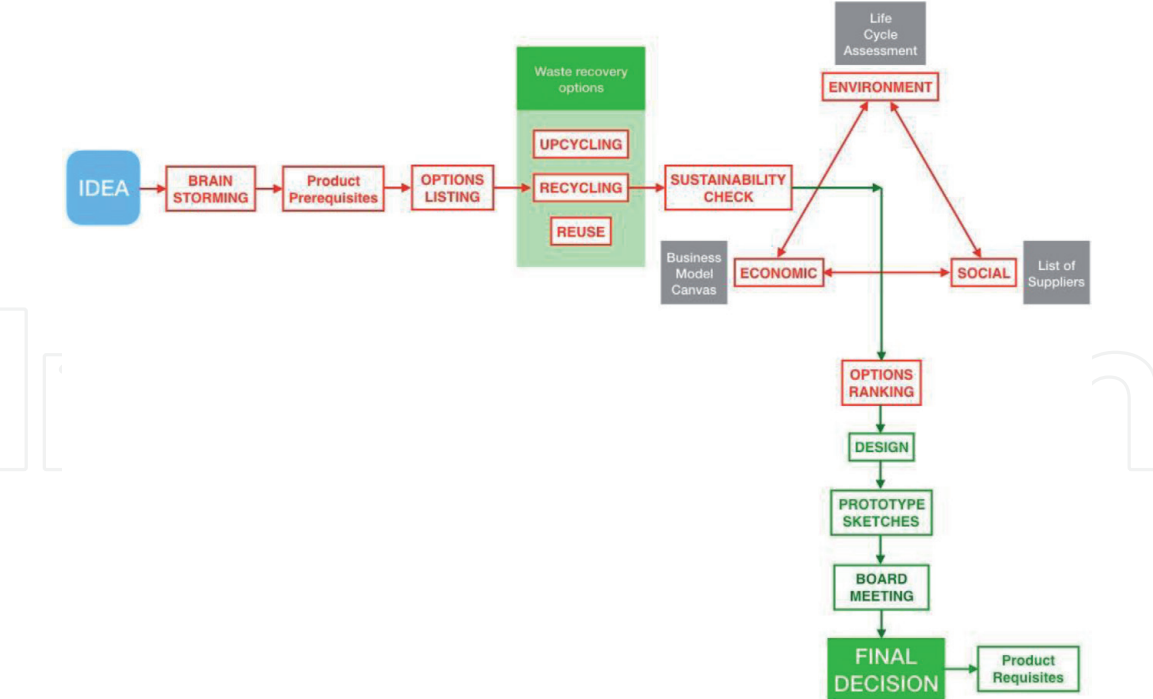 Life
Cycle
Assessment
ENVIRONMENT
Waste recovery
options
UPCYCLING
RECYCLING
REUSE
IDEA
BRAIN
STORMING
Product
Prerequisites
OPTIONS
LISTING
SUSTAINABILITY
CHECK
Business
Model
Canvas
ECONOMIC
SOCIAL
List of
Suppliers
OPTIONS
RANKING
DESIGN
PROTOTYPE
SKETCHES
BOARD
MEETING
FINAL
DECISION
Product
Requisites